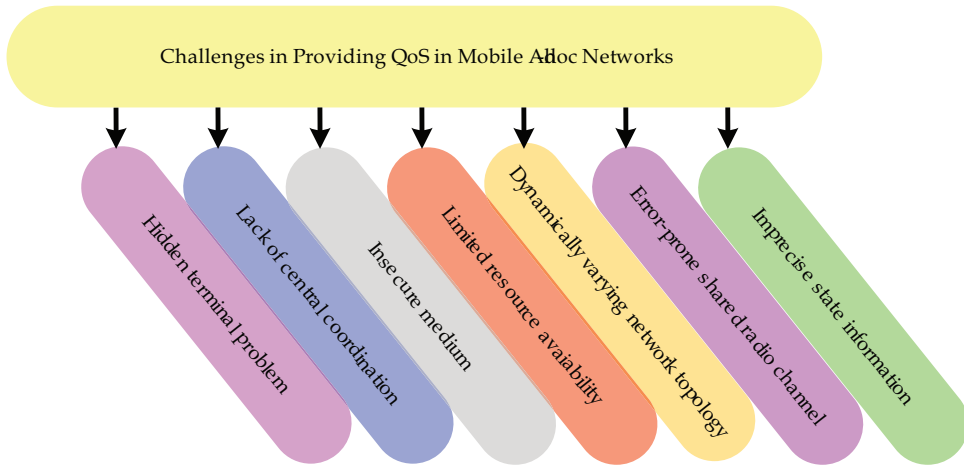 Challenges in Providing QoS in Mobile Ad-hoc Networks
Hidden terminal problem
Lack of central coordination
Insecure medium
Limited resource avaiability
Dynamically varying network topology
Error-prone shared radio channel
Imprecise state information